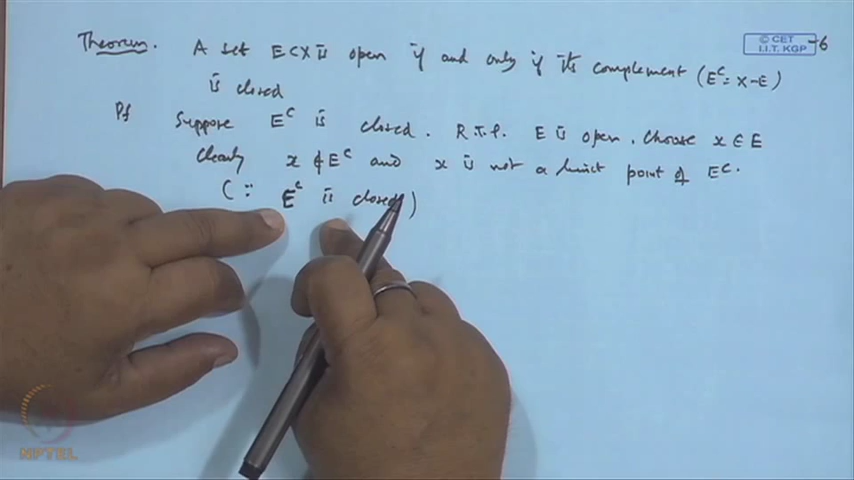 Theorem. A set E⊂X is open if and only if its complement (E^c = X-E)
is closed
Pf Suppose E^c is closed. R.T.P. E is open. Choose x ∈ E
Clearly x ∉ E^c and x is not a limit point of E^c.
(∵ E^c is closed)
© CET
I.I.T. KGP
-6
NPTEL